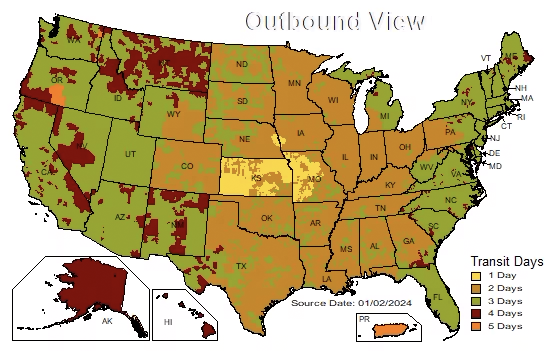 Outbound View
WA
MT
ND
MN
ME
VT
NH
MA
RI
CT
NY
OR
ID
SD
WI
MI
WY
NE
IA
PA
NJ
DE
MD
NV
UT
CO
IL
IN
OH
WV
VA
CA
KS
MO
KY
NC
AZ
NM
OK
AR
TN
SC
TX
MS
AL
GA
LA
FL
Transit Days
1 Day
2 Days
3 Days
4 Days
5 Days
Source Date: 01/02/2024
AK
HI
PR